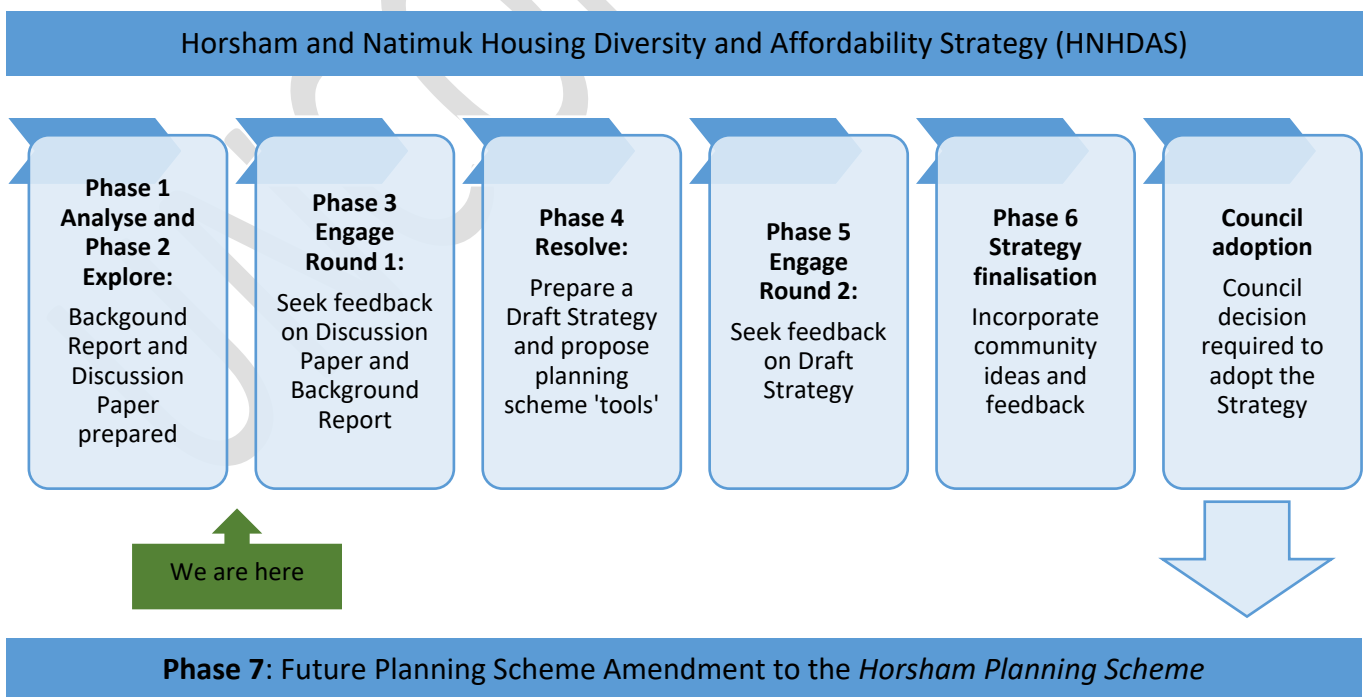 Horsham and Natimuk Housing Diversity and Affordability Strategy (HNHDAS)
Phase 1
Analyse and
Phase 2
Explore:
Backgound
Report and
Discussion
Paper
prepared
Phase 3
Engage
Round 1:
Seek feedback
on Discussion
Paper and
Background
Report
Phase 4
Resolve:
Prepare a
Draft Strategy
and propose
planning
scheme 'tools'
Phase 5
Engage
Round 2:
Seek feedback
on Draft
Strategy
Phase 6
Strategy
finalisation
Incorporate
community
ideas and
feedback
Council
adoption
Council
decision
required to
adopt the
Strategy
We are here
Phase 7: Future Planning Scheme Amendment to the Horsham Planning Scheme